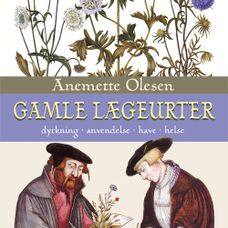 Anemette Olesen
GAMLE LÆGEURTER
dyrkning · anvendelse · have · helse